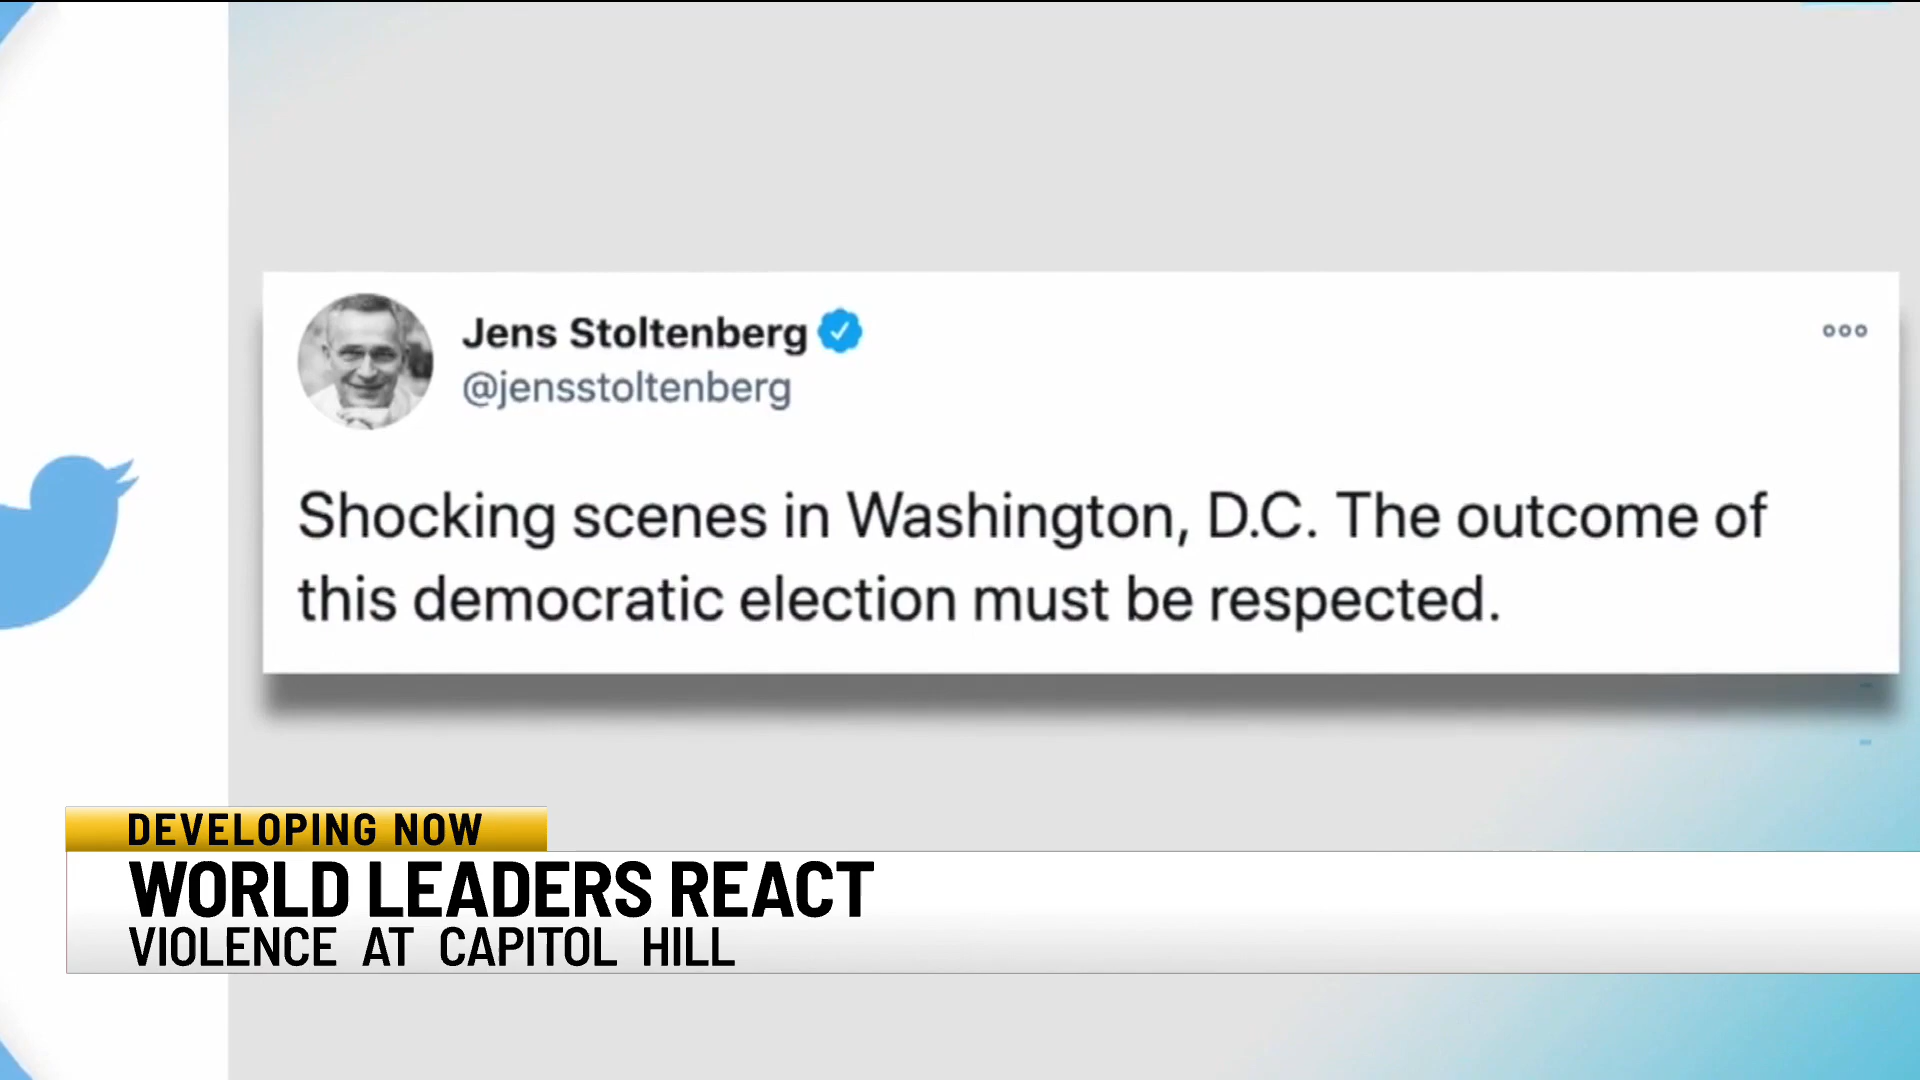 Jens Stoltenberg
@jensstoltenberg
Shocking scenes in Washington, D.C. The outcome of
this democratic election must be respected.
DEVELOPING NOW
WORLD LEADERS REACT
VIOLENCE AT CAPITOL HILL